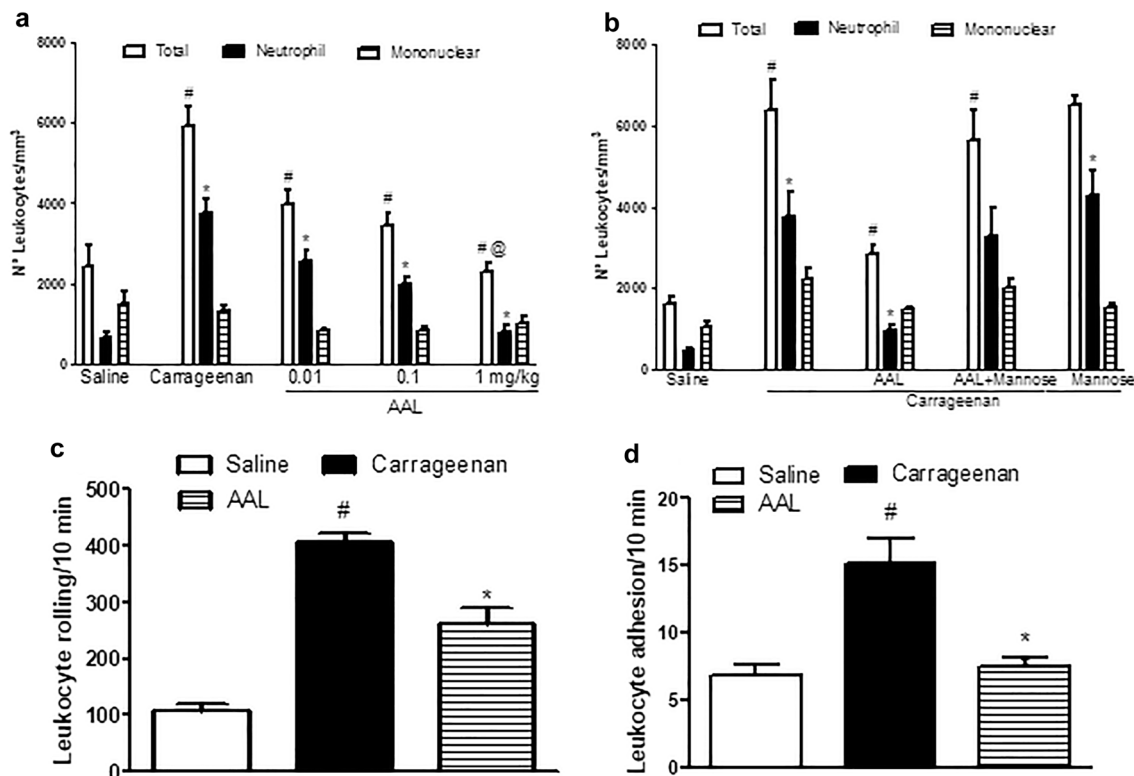 a
8000
Total Neutrophil Mononuclear
6000
4000
2000
0
N° Leukocytes/mm³
#
*
#
*
#
*
# @
*
Saline Carrageenan 0.01 0.1 1 mg/kg
AAL
b
8000
Total Neutrophil Mononuclear
6000
4000
2000
0
N° Leukocytes/mm³
#
*
#
*
#
*
Saline AAL AAL+Mannose Mannose
Carrageenan
c
Saline Carrageenan
AAL
500
400
300
200
100
0
Leukocyte rolling/10 min
#
*
d
Saline Carrageenan
AAL
20
15
10
5
0
Leukocyte adhesion/10 min
#
*